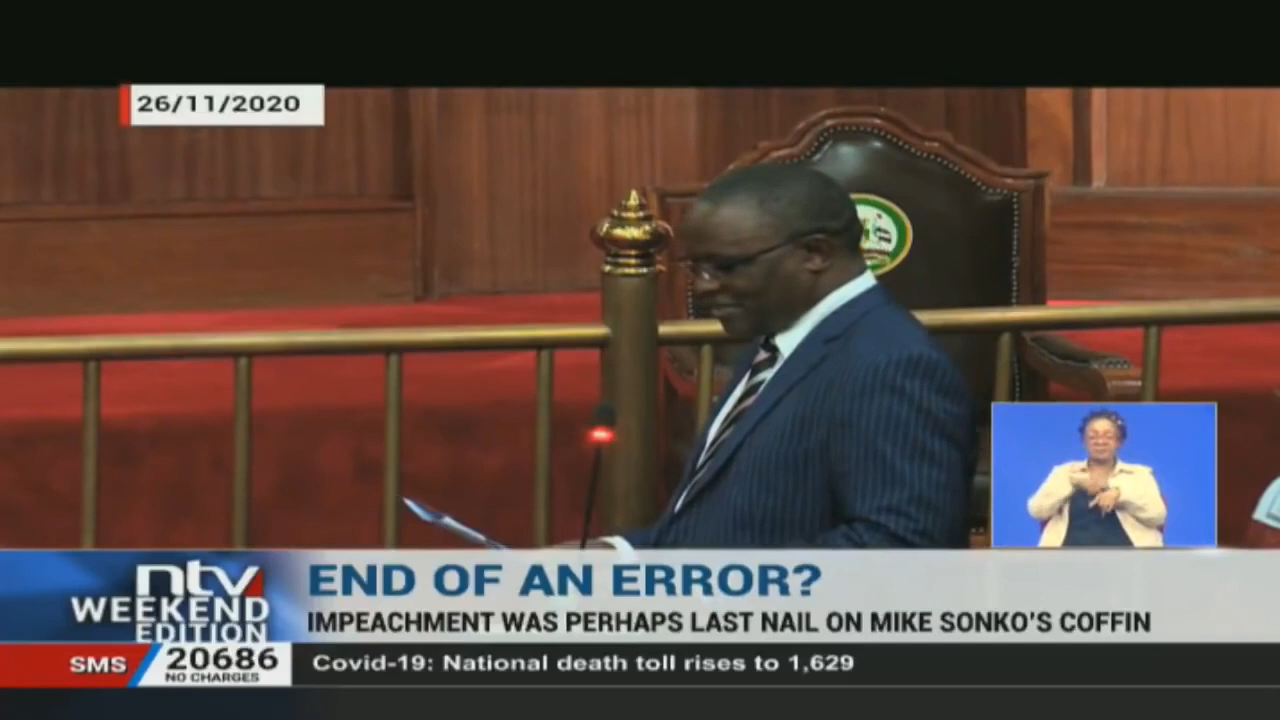 26/11/2020
ntv
WEEKEND
EDITION
END OF AN ERROR?
IMPEACHMENT WAS PERHAPS LAST NAIL ON MIKE SONKO'S COFFIN
SMS
20686
NO CHARGES
Covid-19: National death toll rises to 1,629